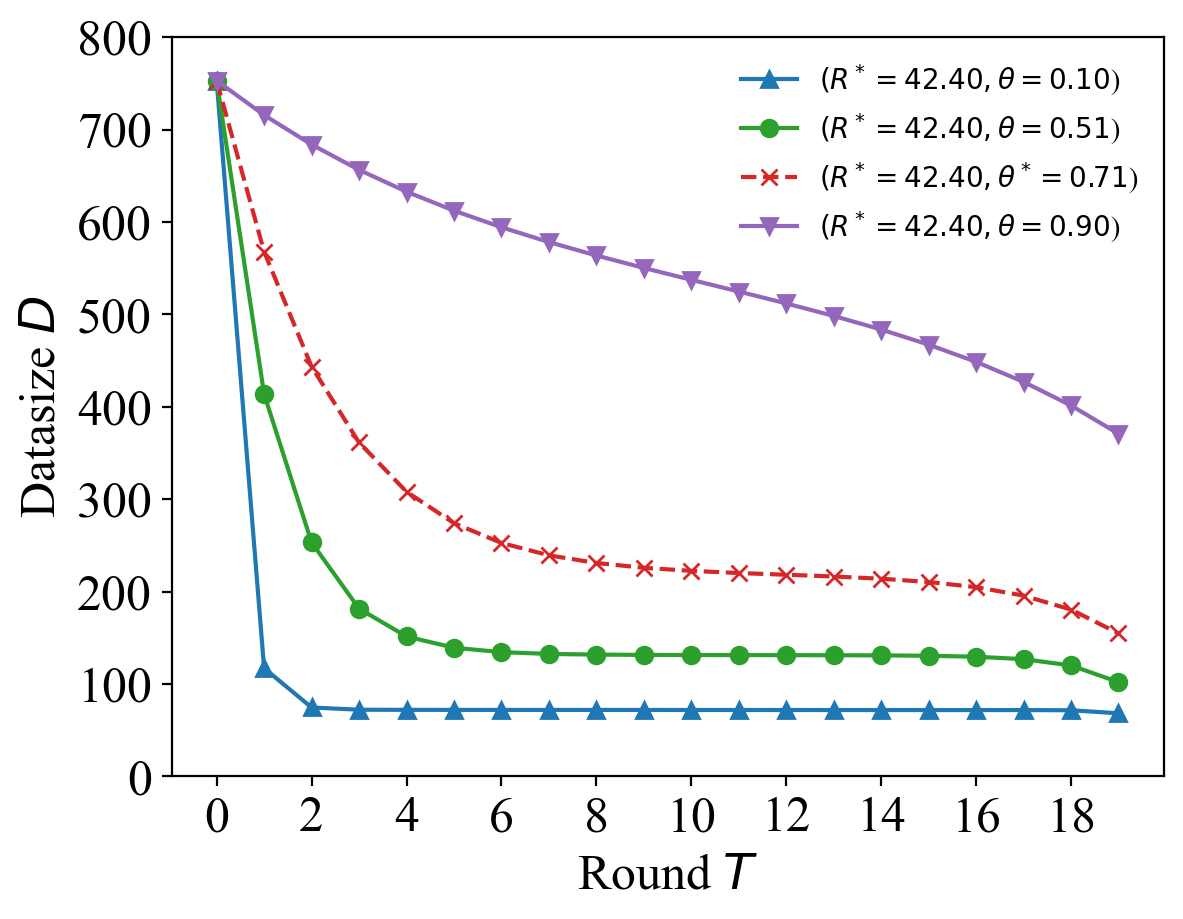 800
700
600
500
400
300
200
100
0
Datasize D
(R* = 42.40, θ = 0.10)
(R* = 42.40, θ = 0.51)
(R* = 42.40, θ* = 0.71)
(R* = 42.40, θ = 0.90)
0 2 4 6 8 10 12 14 16 18
Round T